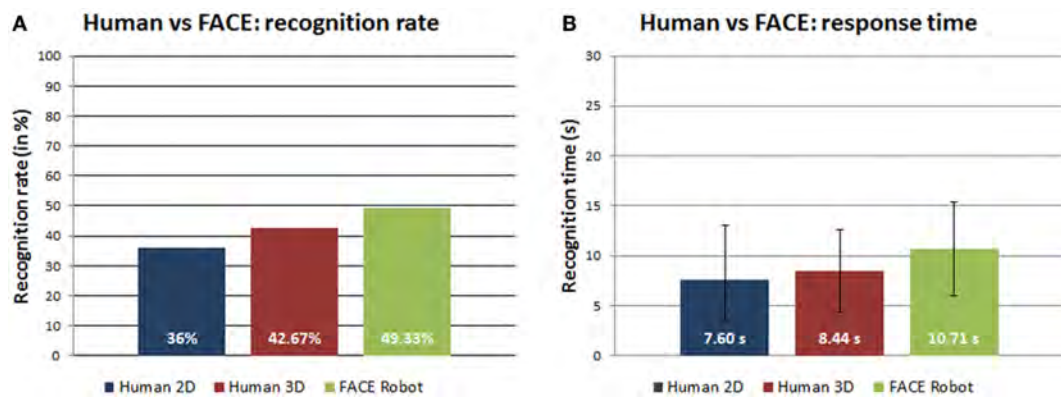 A
Human vs FACE: recognition rate
Recognition rate (in %)
100
90
80
70
60
50
40
30
20
10
0
36%
42.67%
49.33%
Human 2D
Human 3D
FACE Robot
B
Human vs FACE: response time
Recognition time (s)
30
25
20
15
10
5
0
7.60 s
8.44 s
10.71 s
Human 2D
Human 3D
FACE Robot